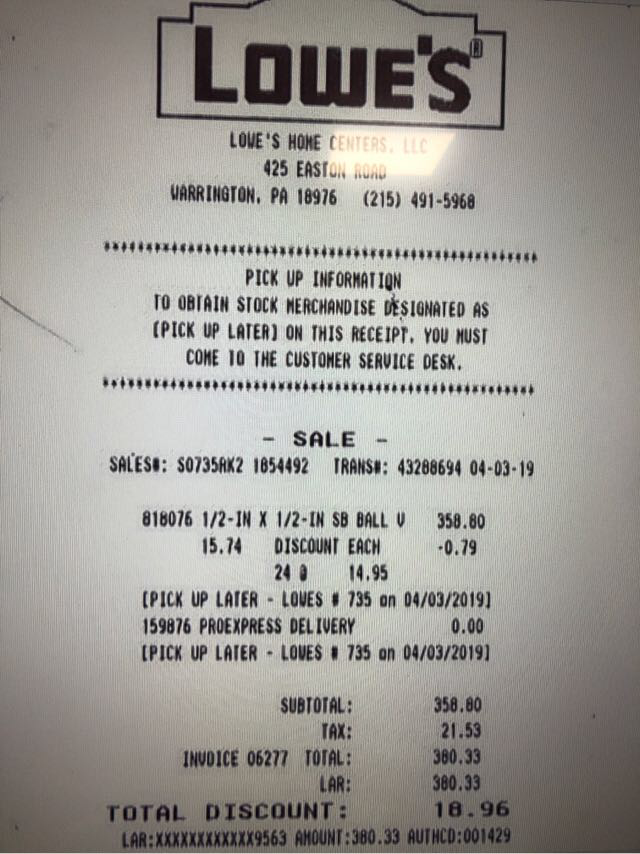 LOWE'S®
LOWE'S HOME CENTERS, LLC
425 EASTON ROAD
WARRINGTON, PA 18976 (215) 491-5968
******************************************************
PICK UP INFORMATION
TO OBTAIN STOCK MERCHANDISE DESIGNATED AS
[PICK UP LATER] ON THIS RECEIPT, YOU MUST
COME TO THE CUSTOMER SERVICE DESK.
******************************************************
- SALE -
SALES#: S0735AK2 1854492 TRANS#: 43288694 04-03-19
818076 1/2-IN X 1/2-IN SB BALL V 358.80
15.74 DISCOUNT EACH -0.79
24 @ 14.95
[PICK UP LATER - LOWES # 735 on 04/03/2019]
159876 PROEXPRESS DELIVERY 0.00
[PICK UP LATER - LOWES # 735 on 04/03/2019]
SUBTOTAL: 358.80
TAX: 21.53
INVOICE 06277 TOTAL: 380.33
LAR: 380.33
TOTAL DISCOUNT: 18.96
LAR:XXXXXXXXXXXX9563 AMOUNT:380.33 AUTHCD:001429